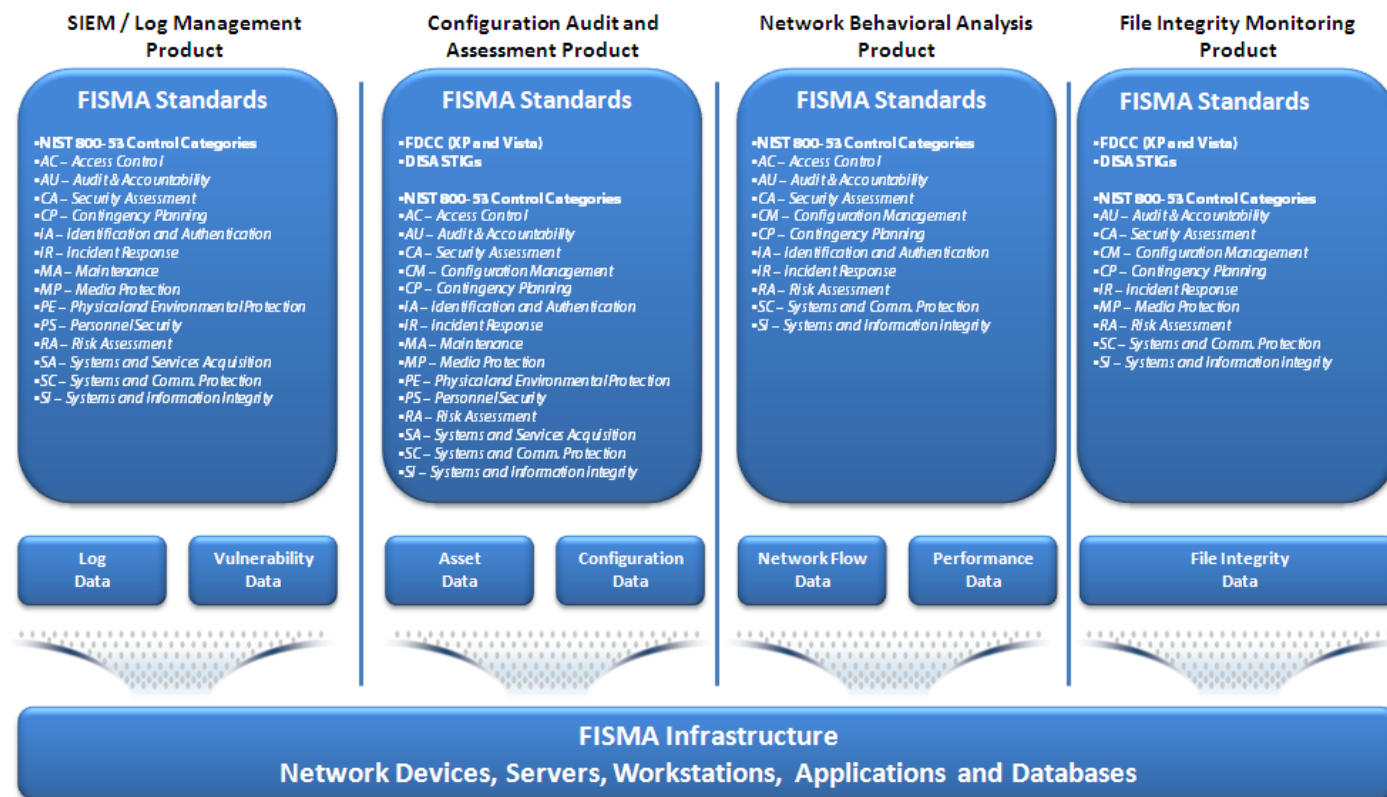 SIEM / Log Management
Product
FISMA Standards
▪NIST 800-53 Control Categories
▪AC – Access Control
▪AU – Audit & Accountability
▪CA – Security Assessment
▪CP – Contingency Planning
▪IA – Identification and Authentication
▪IR – Incident Response
▪MA – Maintenance
▪MP – Media Protection
▪PE – Physical and Environmental Protection
▪PS – Personnel Security
▪RA – Risk Assessment
▪SA – Systems and Services Acquisition
▪SC – Systems and Comm. Protection
▪SI – Systems and Information Integrity
Log
Data
Vulnerability
Data
Configuration Audit and
Assessment Product
FISMA Standards
▪FDCC (XP and Vista)
▪DISA STIGs
▪NIST 800-53 Control Categories
▪AC – Access Control
▪AU – Audit & Accountability
▪CA – Security Assessment
▪CM – Configuration Management
▪CP – Contingency Planning
▪IA – Identification and Authentication
▪IR – Incident Response
▪MA – Maintenance
▪MP – Media Protection
▪PE – Physical and Environmental Protection
▪PS – Personnel Security
▪RA – Risk Assessment
▪SA – Systems and Services Acquisition
▪SC – Systems and Comm. Protection
▪SI – Systems and Information Integrity
Asset
Data
Configuration
Data
Network Behavioral Analysis
Product
FISMA Standards
▪NIST 800-53 Control Categories
▪AC – Access Control
▪AU – Audit & Accountability
▪CA – Security Assessment
▪CM – Configuration Management
▪CP – Contingency Planning
▪IA – Identification and Authentication
▪IR – Incident Response
▪RA – Risk Assessment
▪SC – Systems and Comm. Protection
▪SI – Systems and Information Integrity
Network Flow
Data
Performance
Data
File Integrity Monitoring
Product
FISMA Standards
▪FDCC (XP and Vista)
▪DISA STIGs
▪NIST 800-53 Control Categories
▪AU – Audit & Accountability
▪CA – Security Assessment
▪CM – Configuration Management
▪CP – Contingency Planning
▪IR – Incident Response
▪MP – Media Protection
▪RA – Risk Assessment
▪SC – Systems and Comm. Protection
▪SI – Systems and Information Integrity
File Integrity
Data
FISMA Infrastructure
Network Devices, Servers, Workstations, Applications and Databases